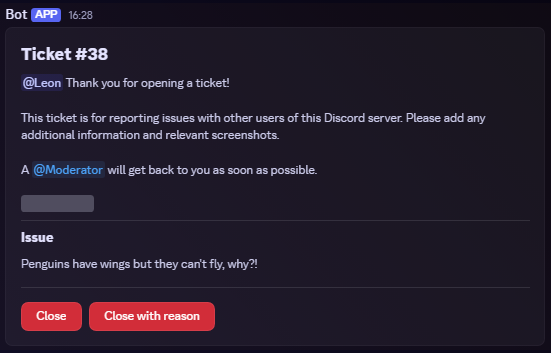 Bot APP 16:28
Ticket #38
@Leon Thank you for opening a ticket!
This ticket is for reporting issues with other users of this Discord server. Please add any
additional information and relevant screenshots.
A @Moderator will get back to you as soon as possible.
Issue
Penguins have wings but they can't fly, why?!
Close
Close with reason